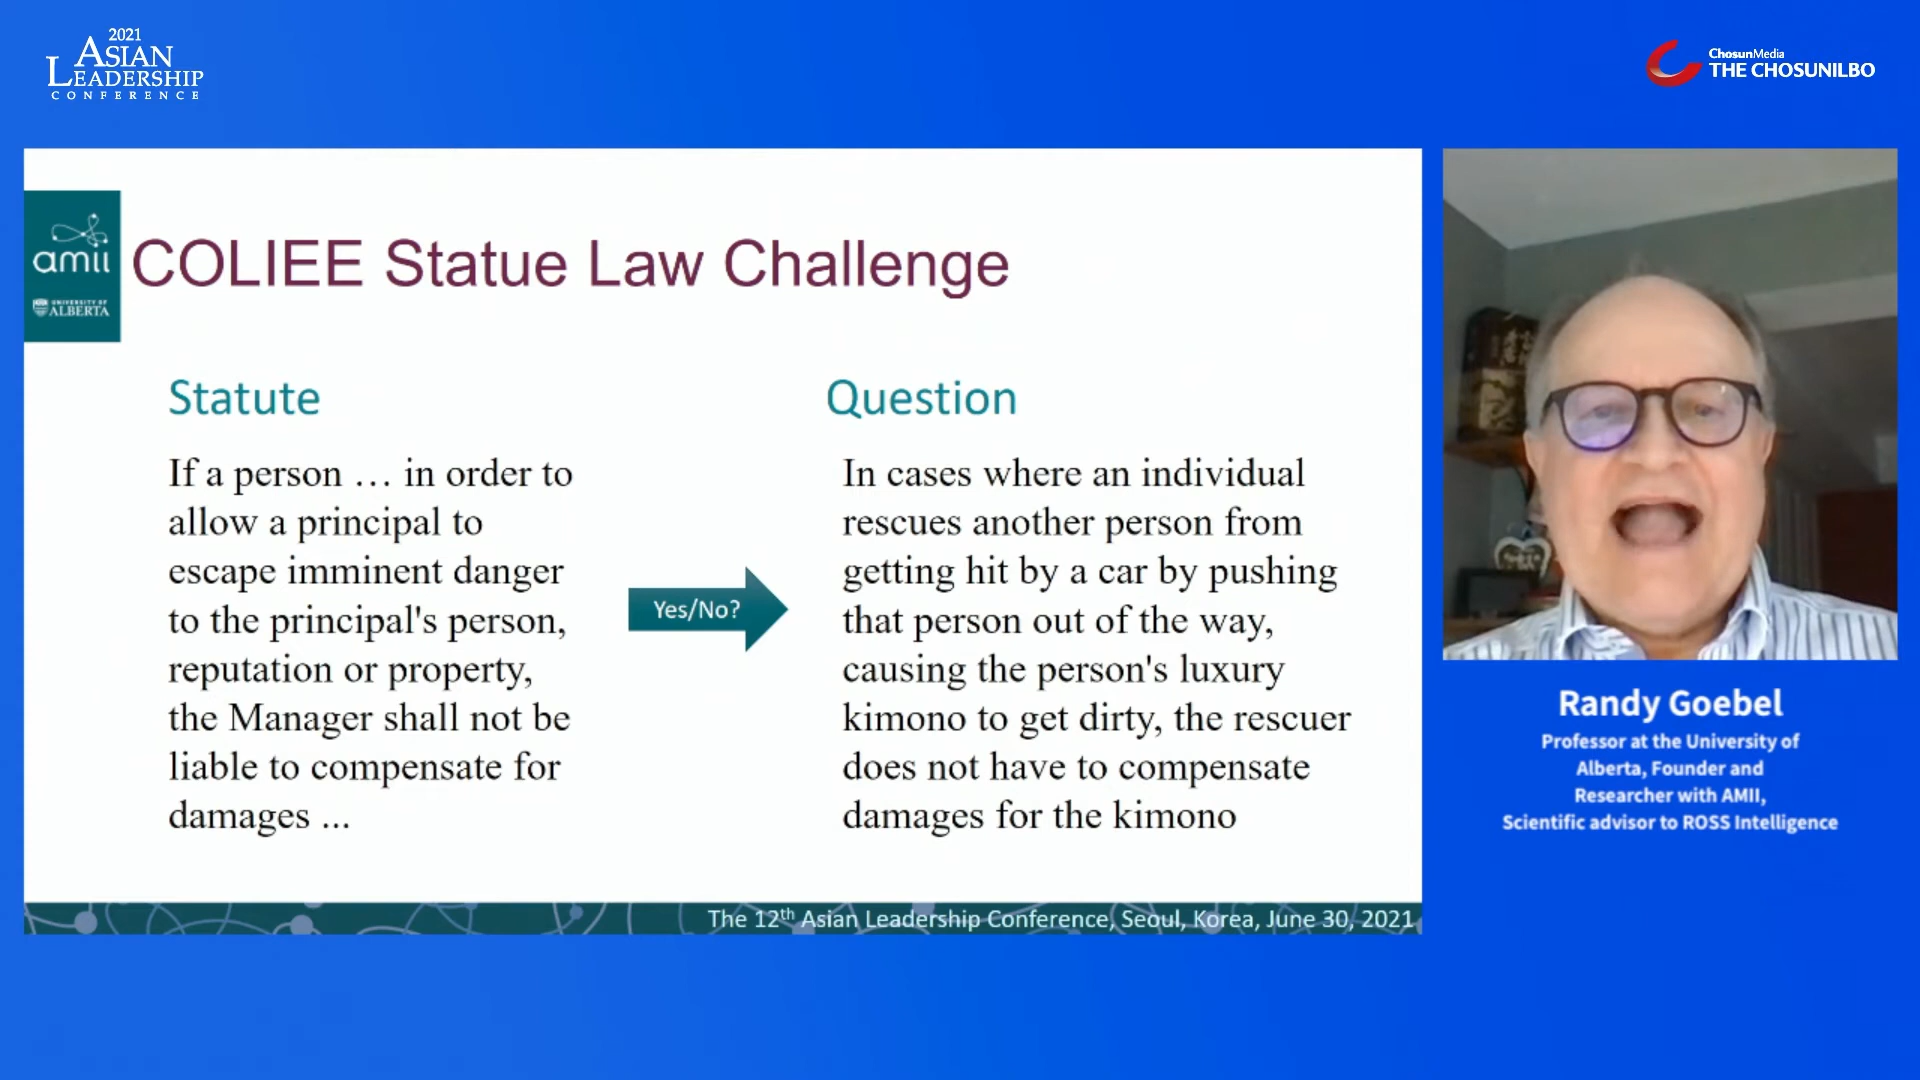 2021
ASIAN
LEADERSHIP
CONFERENCE
ChosunMedia
THE CHOSUNILBO
amii
UNIVERSITY OF
ALBERTA
COLIEE Statue Law Challenge
Statute
If a person … in order to
allow a principal to
escape imminent danger
to the principal's person,
reputation or property,
the Manager shall not be
liable to compensate for
damages ...
Yes/No?
Question
In cases where an individual
rescues another person from
getting hit by a car by pushing
that person out of the way,
causing the person's luxury
kimono to get dirty, the rescuer
does not have to compensate
damages for the kimono
The 12th Asian Leadership Conference, Seoul, Korea, June 30, 2021
Randy Goebel
Professor at the University of
Alberta, Founder and
Researcher with AMII,
Scientific advisor to ROSS Intelligence